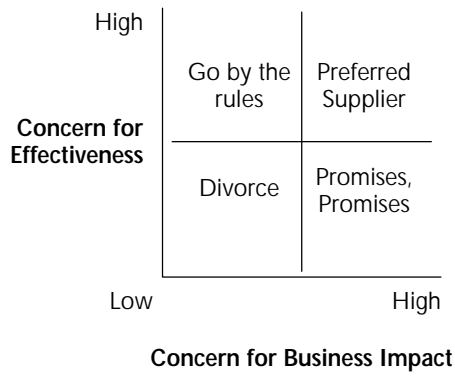 High
Go by the
rules
Preferred
Supplier
Concern for
Effectiveness
Divorce
Promises,
Promises
Low
High
Concern for Business Impact